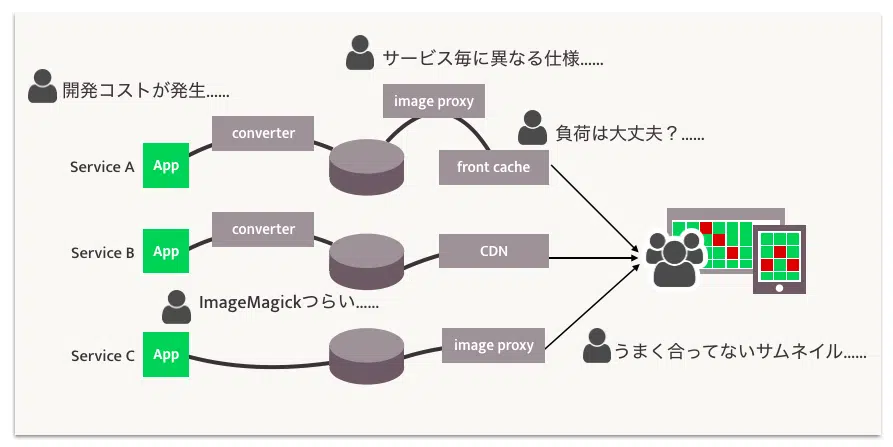 サービス毎に異なる仕様......
開発コストが発生......
image proxy
負荷は大丈夫？......
converter
Service A
App
front cache
converter
Service B
App
CDN
ImageMagickつらい......
Service C
App
image proxy
うまく合ってないサムネイル......